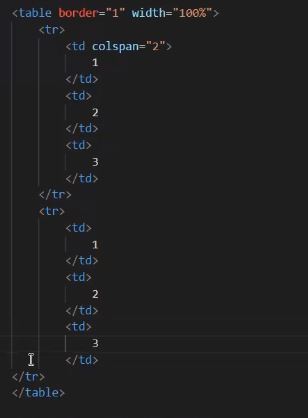 <table border="1" width="100%">
<tr>
<td colspan="2">
1
</td>
<td>
2
</td>
<td>
3
</td>
</tr>
<tr>
<td>
1
</td>
<td>
2
</td>
<td>
3
</td>
</tr>
</table>